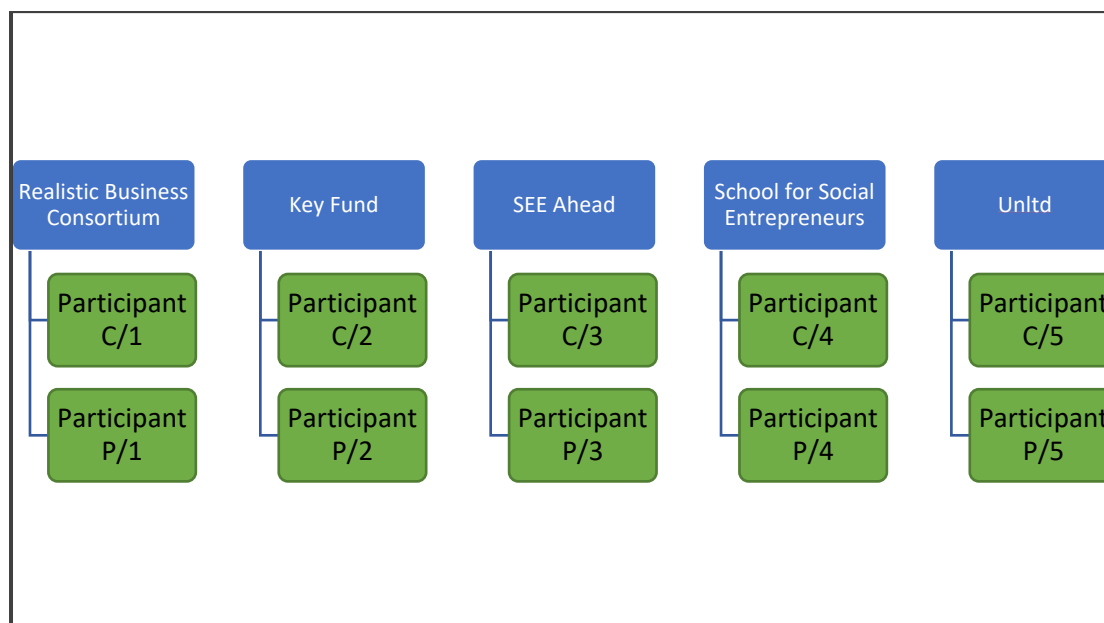 Realistic Business
Consortium
Key Fund
SEE Ahead
School for Social
Entrepreneurs
Unltd
Participant
C/1
Participant
C/2
Participant
C/3
Participant
C/4
Participant
C/5
Participant
P/1
Participant
P/2
Participant
P/3
Participant
P/4
Participant
P/5